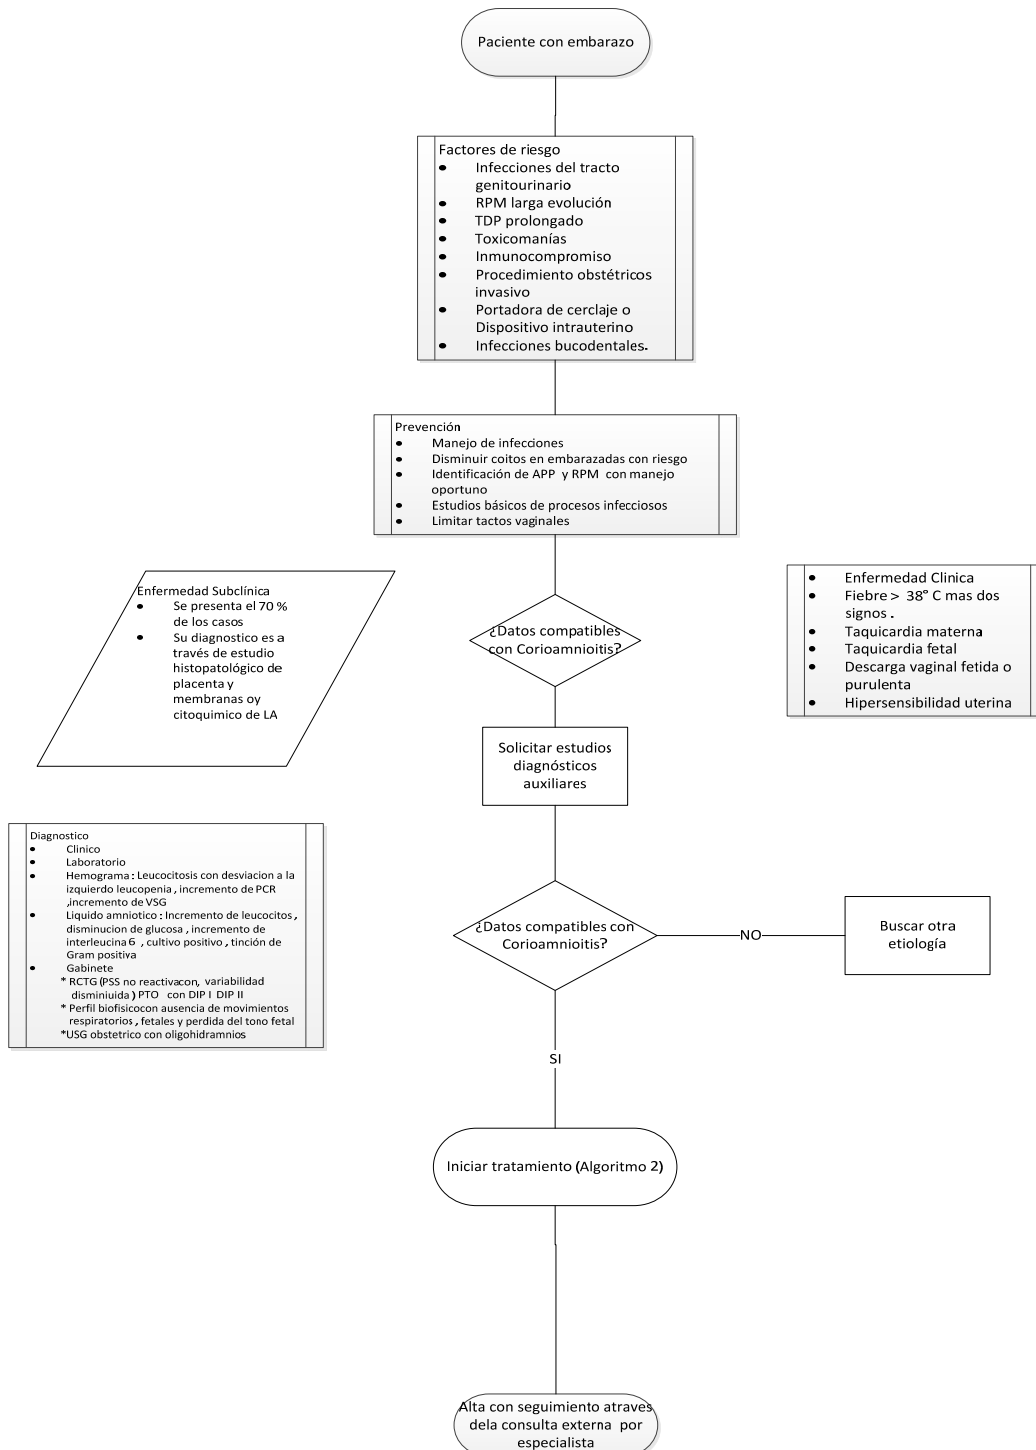 Paciente con embarazo
Factores de riesgo
• Infecciones del tracto
genitourinario
• RPM larga evolución
• TDP prolongado
• Toxicomanías
• Inmunocompromiso
• Procedimiento obstétricos
invasivo
• Portadora de cerclaje o
Dispositivo intrauterino
• Infecciones bucodentales.
Prevención
• Manejo de infecciones
• Disminuir coitos en embarazadas con riesgo
• Identificación de APP y RPM con manejo
oportuno
• Estudios básicos de procesos infecciosos
• Limitar tactos vaginales
Enfermedad Subclínica
• Se presenta el 70 %
de los casos
• Su diagnostico es a
través de estudio
histopatológico de
placenta y
membranas oy
citoquimico de LA
¿Datos compatibles
con Corioamnioitis?
• Enfermedad Clinica
• Fiebre > 38° C mas dos
signos .
• Taquicardia materna
• Taquicardia fetal
• Descarga vaginal fetida o
purulenta
• Hipersensibilidad uterina
Solicitar estudios
diagnósticos
auxiliares
Diagnostico
• Clinico
• Laboratorio
• Hemograma : Leucocitosis con desviacion a la
izquierdo leucopenia , incremento de PCR
,incremento de VSG
• Liquido amniotico : Incremento de leucocitos ,
disminucion de glucosa , incremento de
interleucina 6 , cultivo positivo , tinción de
Gram positiva
• Gabinete
* RCTG (PSS no reactivacon, variabilidad
disminiuida ) PTO con DIP I DIP II
* Perfil biofisicocon ausencia de movimientos
respiratorios , fetales y perdida del tono fetal
*USG obstetrico con oligohidramnios
¿Datos compatibles con
Corioamnioitis?
NO
Buscar otra
etiología
SI
Iniciar tratamiento (Algoritmo 2)
Alta con seguimiento atraves
dela consulta externa por
especialista